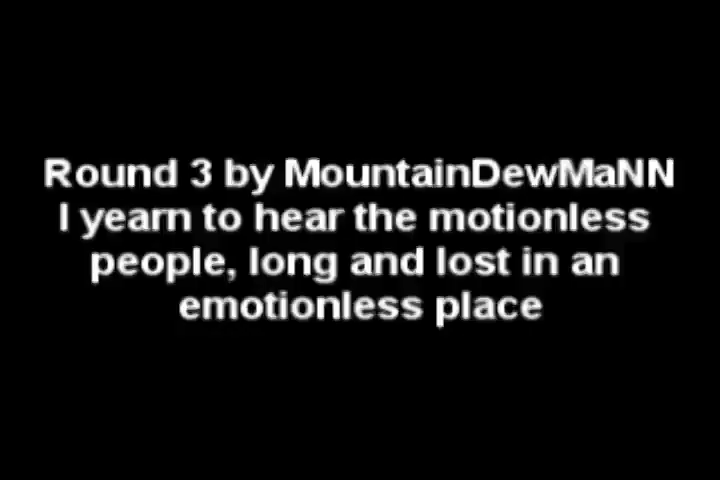 Round 3 by MountainDewMaNN
I yearn to hear the motionless
people, long and lost in an
emotionless place